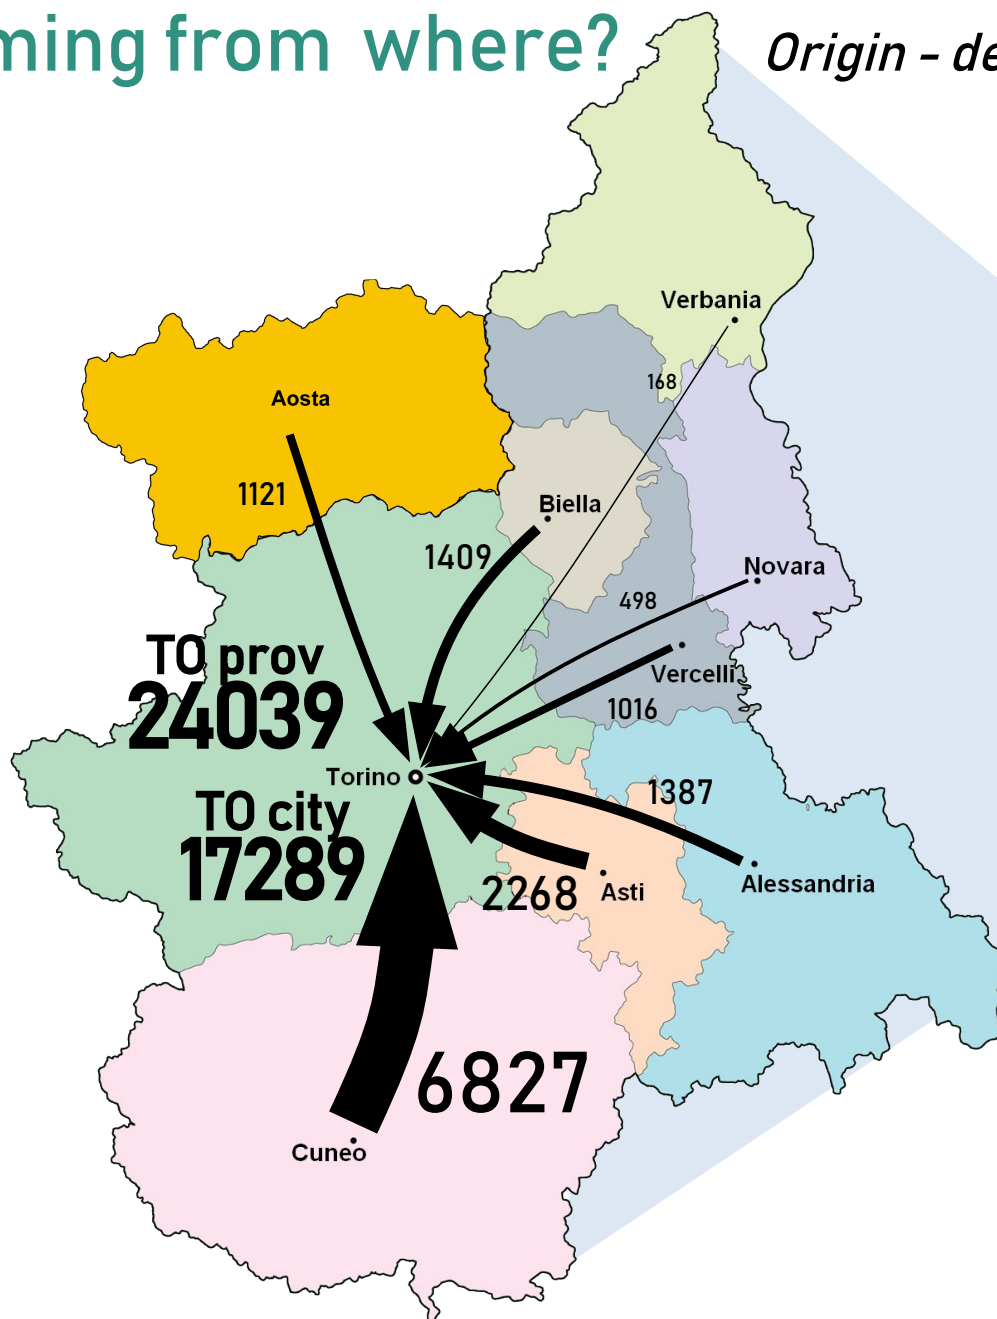 ming from where?
Origin - de
Verbania
168
Aosta
1121
Biella
1409
Novara
498
Vercelli
TO prov
24039
1016
Torino
1387
TO city
17289
Alessandria
2268
Asti
6827
Cuneo